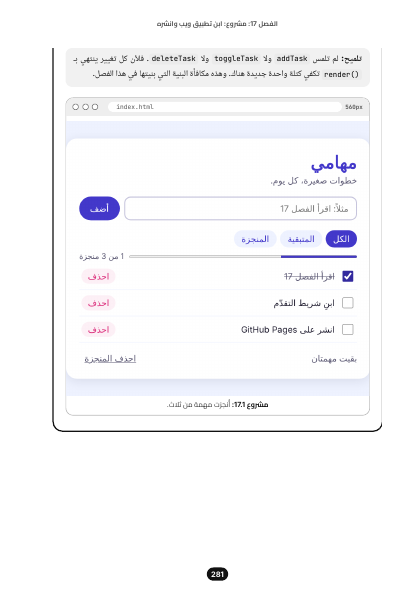 الفصل 17: مشروع: ابن تطبيق ويب وانشره
تلميح: لم تلمس addTask ولا toggleTask ولا deleteTask. فلأن كل تغيير ينتهي بـ
render() تكفي كتلة واحدة جديدة هناك. وهذه مكافأة البنية التي بنيتها في هذا الفصل.
index.html
560px
مهامي
خطوات صغيرة، كل يوم.
مثلاً: اقرأ الفصل 17
أضف
الكل
المتبقية
المنجزة
1 من 3 منجزة
اقرأ الفصل 17
احذف
ابنِ شريط التقدّم
احذف
انشر على GitHub Pages
احذف
بقيت مهمتان
احذف المنجزة
مشروع 17.1: أُنجزت مهمة من ثلاث.
281